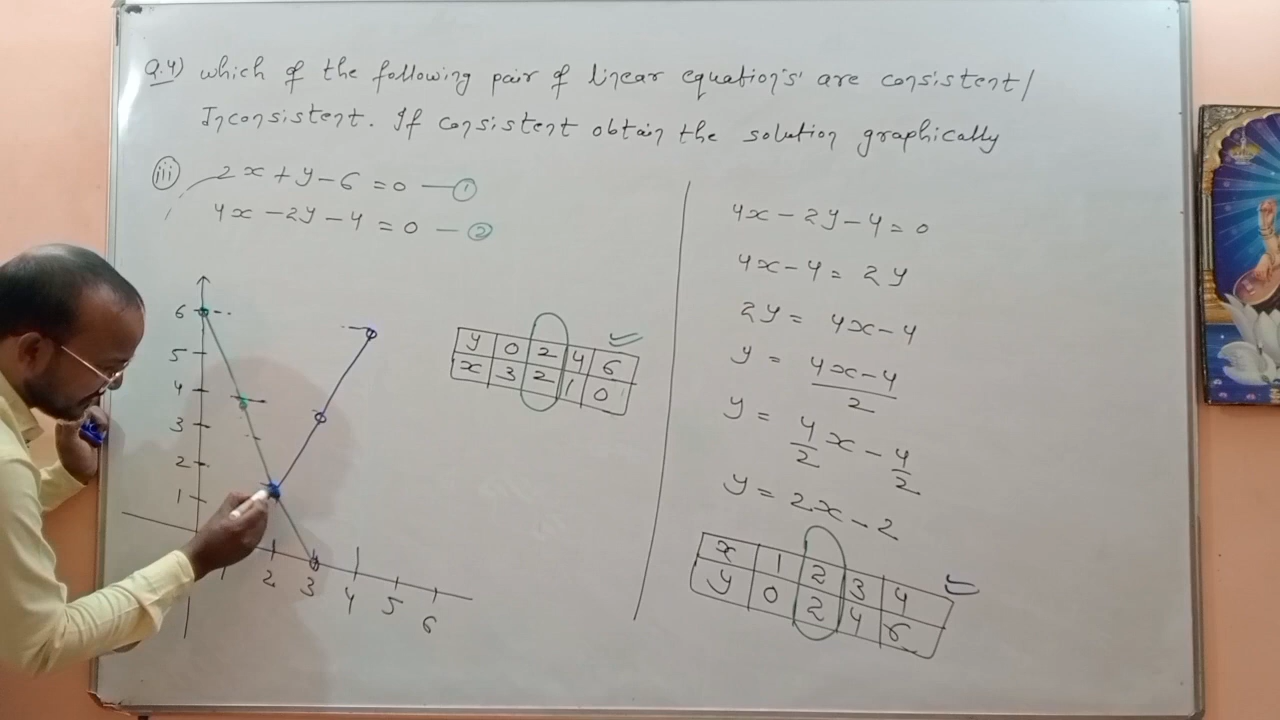 Q.4) which of the following pair of linear equations are consistent/
Inconsistent. If consistent obtain the solution graphically
(iii) 2x + y - 6 = 0 — ①
4x - 2y - 4 = 0 — ②
6
5
4
3
2
1
2 3 4 5 6
y 0 2 4 6
x 3 2 1 0
4x - 2y - 4 = 0
4x - 4 = 2y
2y = 4x - 4
y = 4x - 4
2
y = 4/2 x - 4/2
y = 2x - 2
x 1 2 3 4
y 0 2 4 6